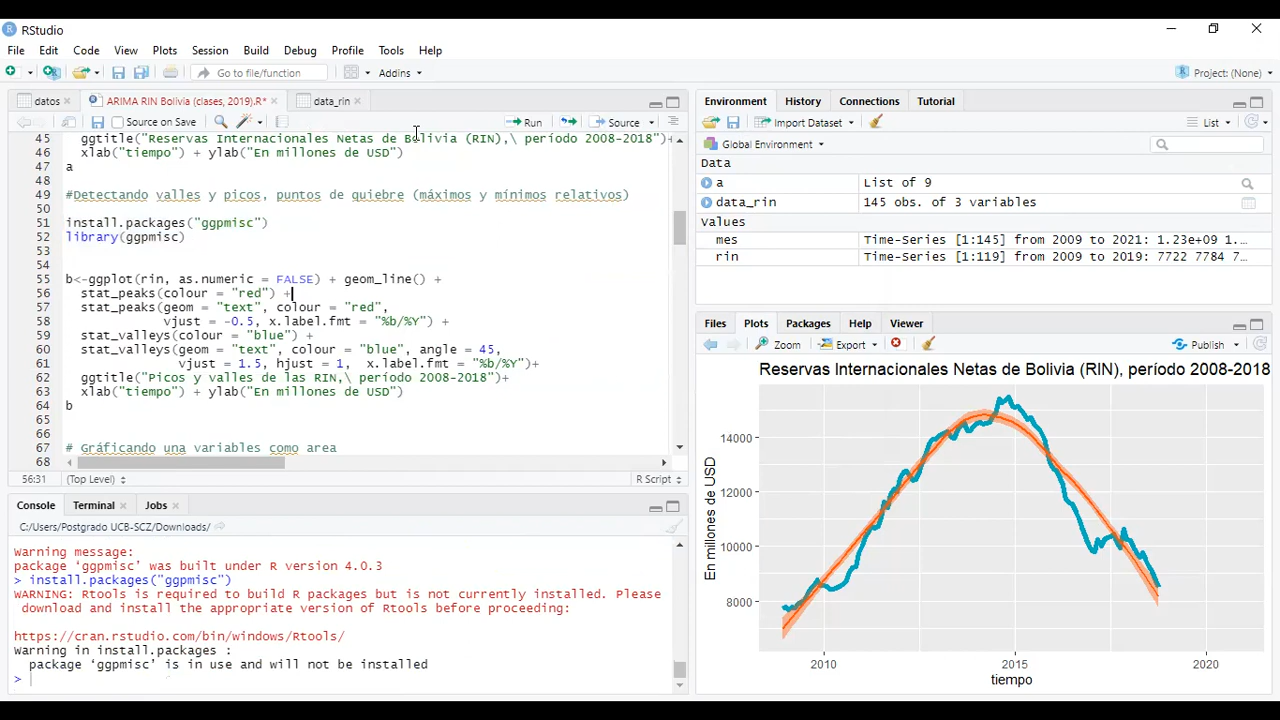 RStudio
File Edit Code View Plots Session Build Debug Profile Tools Help
Go to file/function Addins Project: (None)
datos ARIMA RIN Bolivia (clases, 2019).R* data_rin
Source on Save Run Source
45 ggtitle("Reservas Internacionales Netas de Bolivia (RIN),\ período 2008-2018")+
46 xlab("tiempo") + ylab("En millones de USD")
47 a
48
49 #Detectando valles y picos, puntos de quiebre (máximos y mínimos relativos)
50
51 install.packages("ggpmisc")
52 library(ggpmisc)
53
54
55 b<-ggplot(rin, as.numeric = FALSE) + geom_line() +
56 stat_peaks(colour = "red") +
57 stat_peaks(geom = "text", colour = "red",
58 vjust = -0.5, x.label.fmt = "%b/%Y") +
59 stat_valleys(colour = "blue") +
60 stat_valleys(geom = "text", colour = "blue", angle = 45,
61 vjust = 1.5, hjust = 1,  x.label.fmt = "%b/%Y")+
62 ggtitle("Picos y valles de las RIN,\ período 2008-2018")+
63 xlab("tiempo") + ylab("En millones de USD")
64 b
65
66
67 # Gráficando una variables como area
68
56:31 (Top Level) R Script
Console Terminal Jobs
C:/Users/Postgrado UCB-SCZ/Downloads/
Warning message:
package ‘ggpmisc’ was built under R version 4.0.3
> install.packages("ggpmisc")
WARNING: Rtools is required to build R packages but is not currently installed. Please
download and install the appropriate version of Rtools before proceeding:
https://cran.rstudio.com/bin/windows/Rtools/
Warning in install.packages :
package ‘ggpmisc’ is in use and will not be installed
>
Environment History Connections Tutorial
Import Dataset List
Global Environment
Data
a List of 9
data_rin 145 obs. of 3 variables
Values
mes Time-Series [1:145] from 2009 to 2021: 1.23e+09 1...
rin Time-Series [1:119] from 2009 to 2019: 7722 7784 7...
Files Plots Packages Help Viewer
Zoom Export Publish
Reservas Internacionales Netas de Bolivia (RIN), período 2008-2018
En millones de USD
14000
12000
10000
8000
2010 2015 2020
tiempo